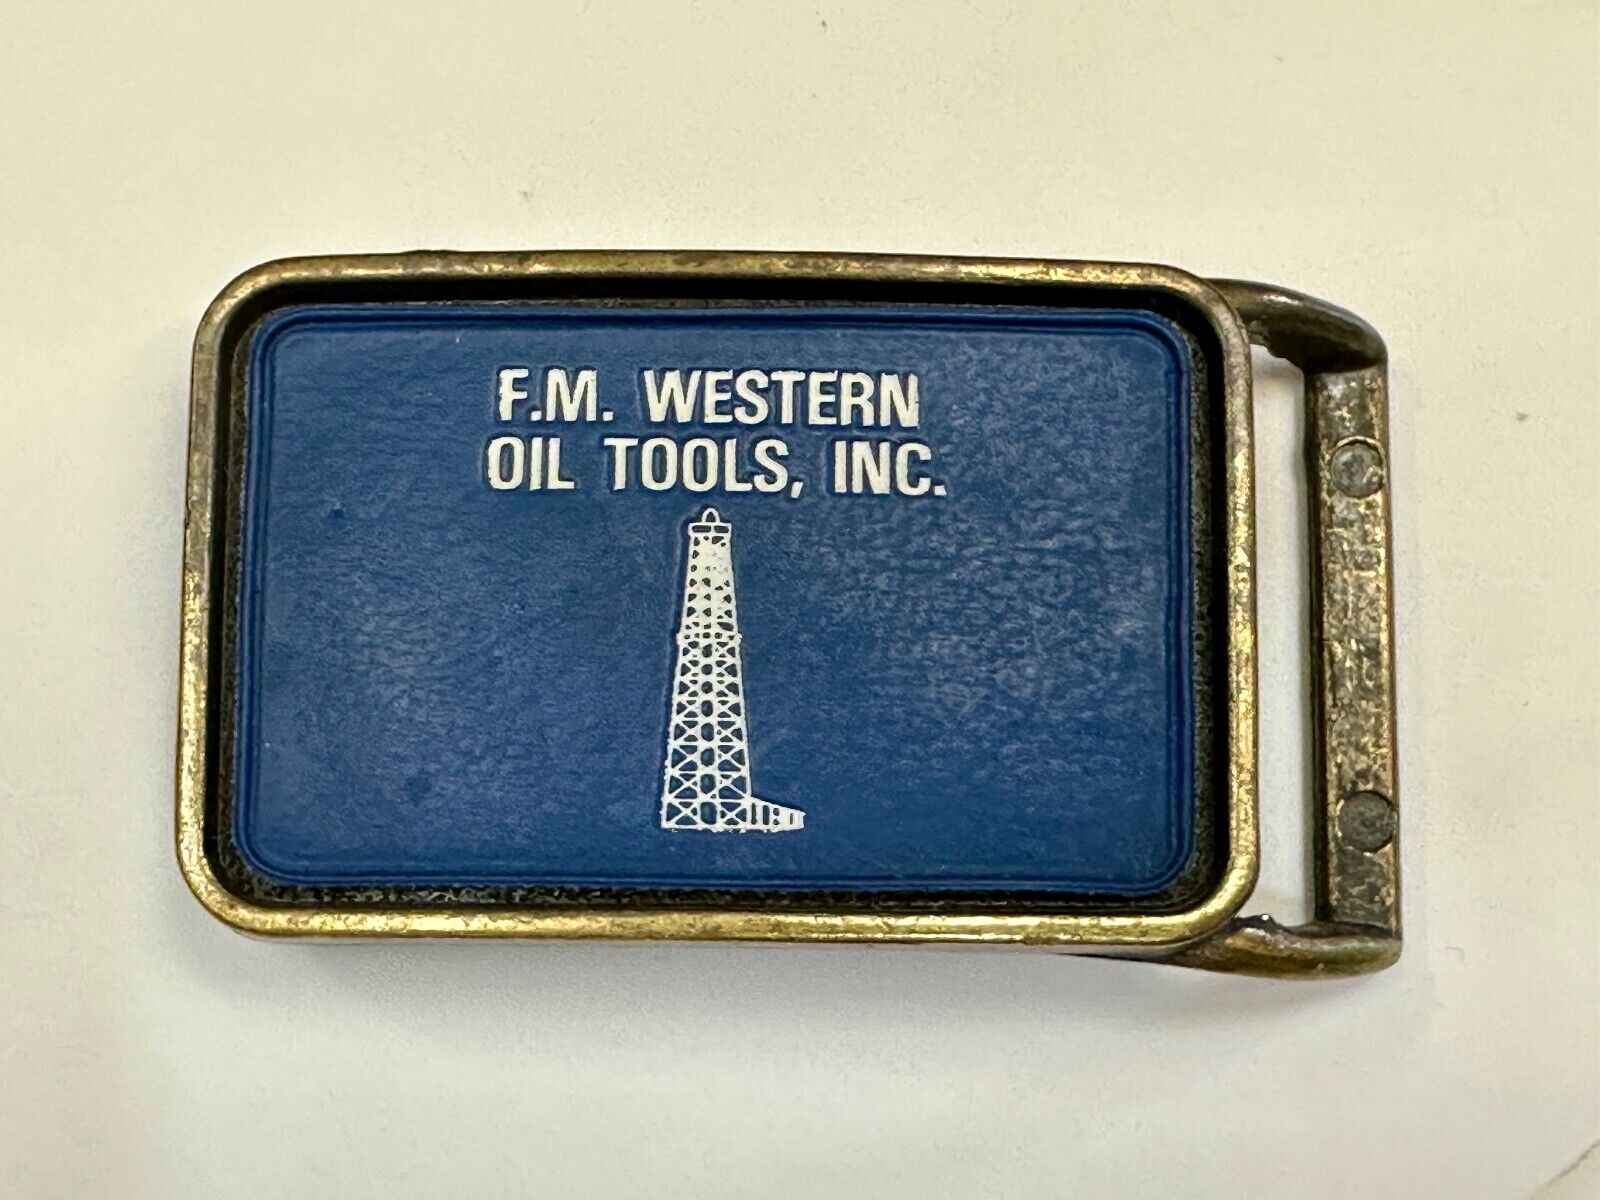 F.M. WESTERN
OIL TOOLS, INC.